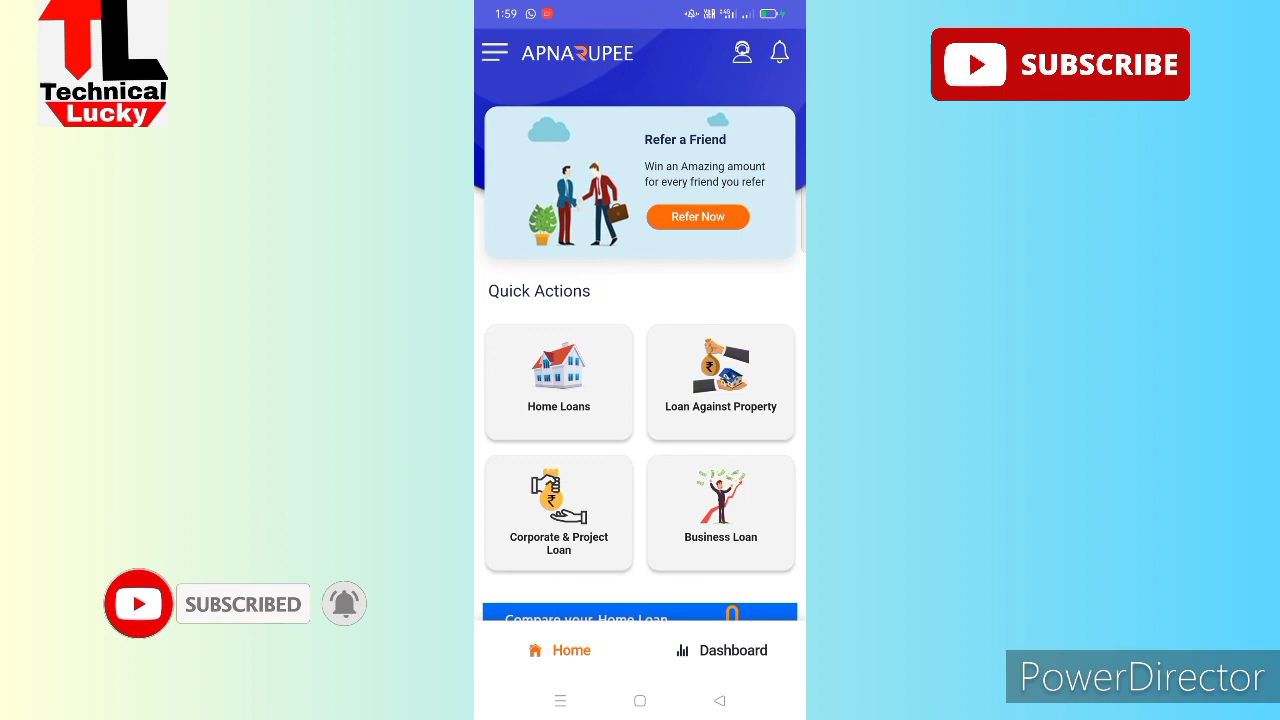 Technical
Lucky
1:59
APNARUPEE
SUBSCRIBE
Refer a Friend
Win an Amazing amount
for every friend you refer
Refer Now
Quick Actions
Home Loans
Loan Against Property
Corporate & Project
Loan
Business Loan
SUBSCRIBED
Compare your Home Loan
Home
Dashboard
PowerDirector